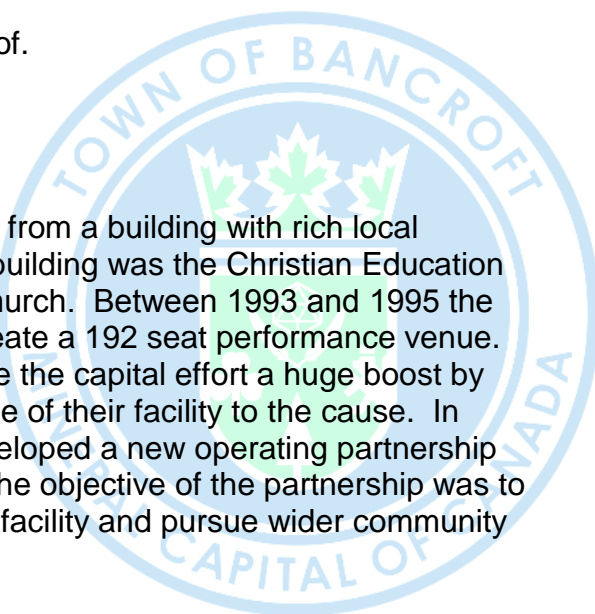 of.
TOWN OF BANCROFT
from a building with rich local
building was the Christian Education
hurch.  Between 1993 and 1995 the
eate a 192 seat performance venue.
e the capital effort a huge boost by
e of their facility to the cause.  In
eloped a new operating partnership
he objective of the partnership was to
facility and pursue wider community
MINERAL CAPITAL OF CANADA